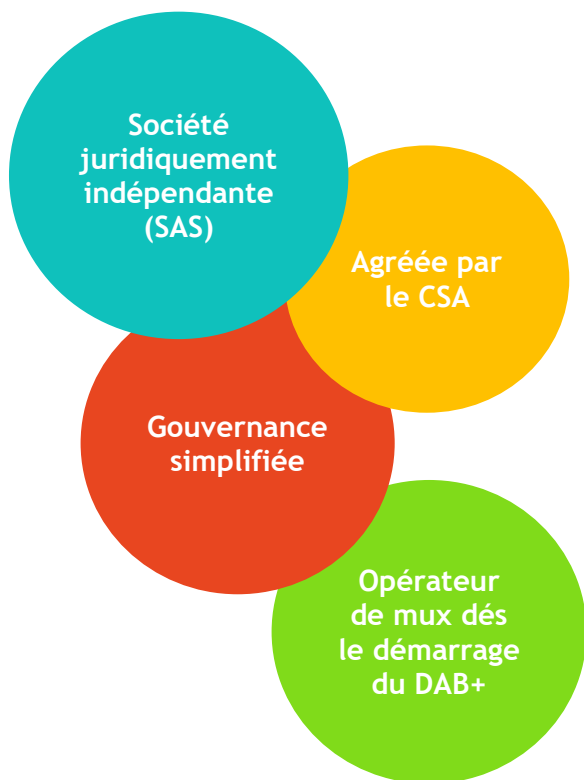 Société
juridiquement
indépendante
(SAS)
Agréée par
le CSA
Gouvernance
simplifiée
Opérateur
de mux dés
le démarrage
du DAB+